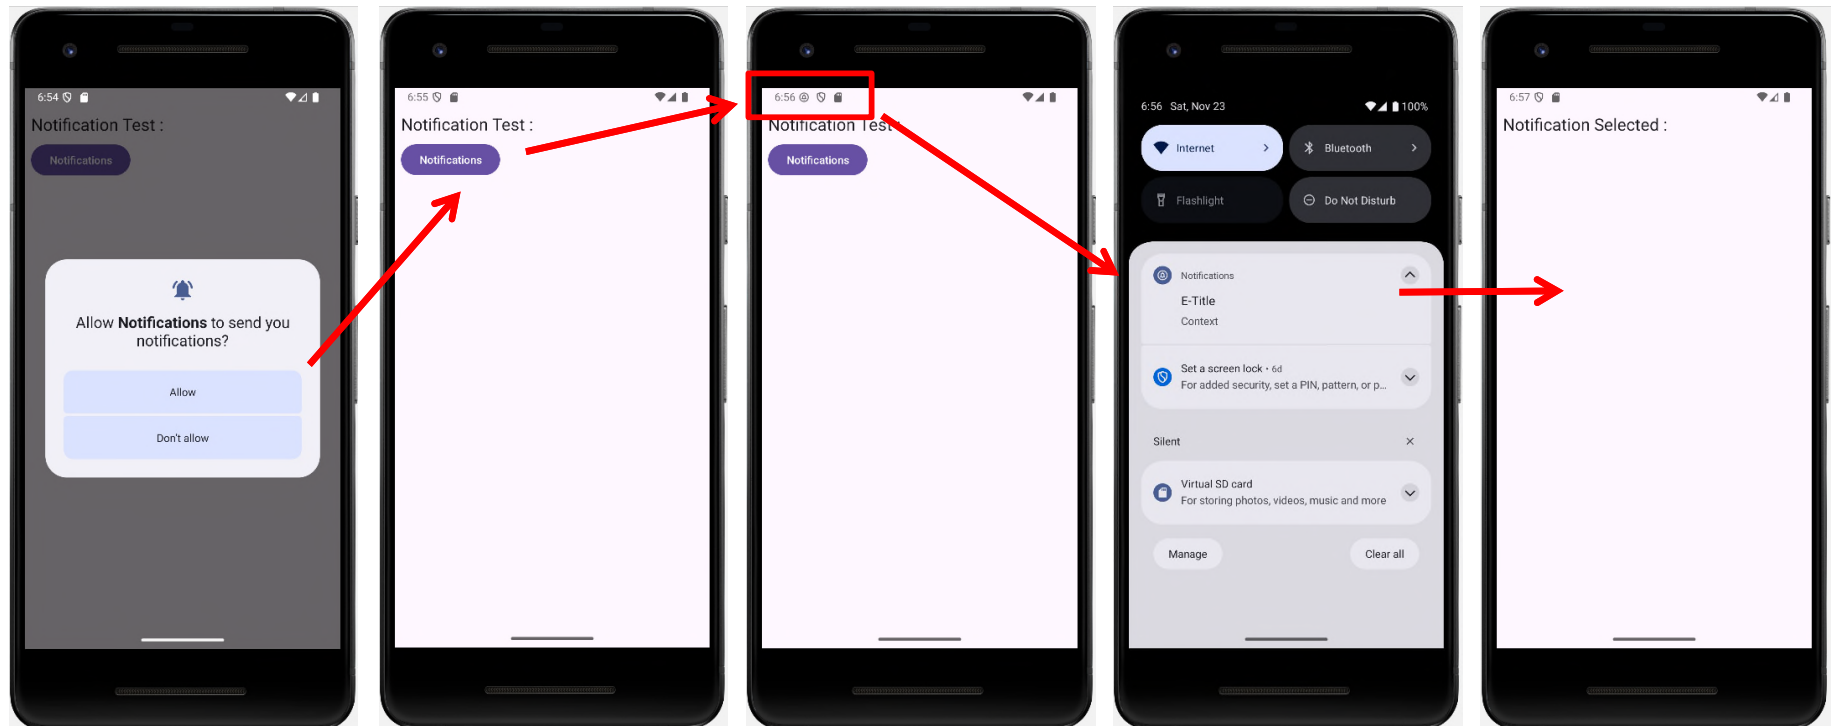 6:54
Notification Test :
Notifications
Allow Notifications to send you
notifications?
Allow
Don't allow
6:55
Notification Test :
Notifications
6:56
Notification Test :
Notifications
6:56 Sat, Nov 23
100%
Internet
Bluetooth
Flashlight
Do Not Disturb
Notifications
E-Title
Context
Set a screen lock • 6d
For added security, set a PIN, pattern, or p...
Silent
Virtual SD card
For storing photos, videos, music and more
Manage
Clear all
6:57
Notification Selected :